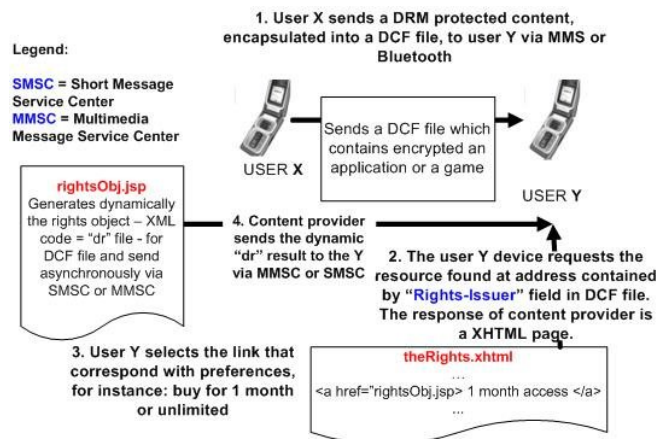 1. User X sends a DRM protected content,
encapsulated into a DCF file, to user Y via MMS or
Bluetooth
Legend:
SMSC = Short Message
Service Center
MMSC = Multimedia
Message Service Center
Sends a DCF file which
contains encrypted an
application or a game
USER X
USER Y
rightsObj.jsp
Generates dynamically
the rights object – XML
code = "dr" file - for
DCF file and send
asynchronously via
SMSC or MMSC
4. Content provider
sends the dynamic
"dr" result to the Y
via MMSC or SMSC
2. The user Y device requests the
resource found at address contained
by "Rights-Issuer" field in DCF file.
The response of content provider is
a XHTML page.
3. User Y selects the link that
correspond with preferences,
for instance: buy for 1 month
or unlimited
theRights.xhtml
...
<a href="rightsObj.jsp> 1 month access </a>
...